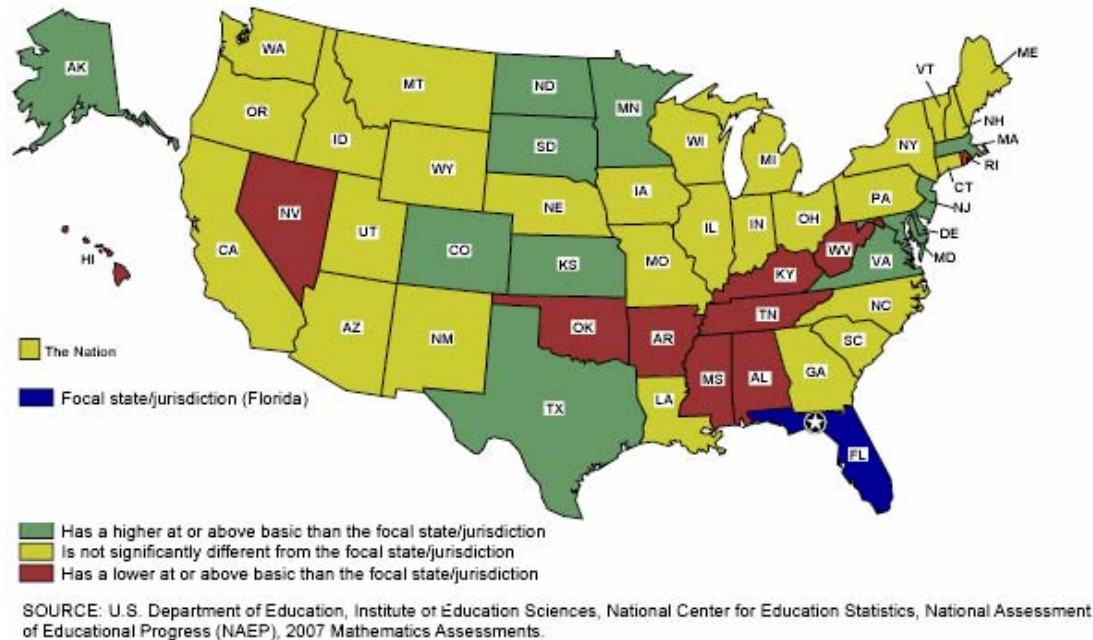 AK
WA
MT
ND
MN
VT
ME
OR
ID
WY
SD
WI
MI
NY
NH
MA
RI
CT
NV
UT
NE
IA
PA
NJ
CA
CO
KS
IL
IN
OH
DE
MD
HI
MO
KY
WV
VA
AZ
NM
OK
AR
TN
NC
SC
MS
AL
GA
TX
LA
FL
The Nation
Focal state/jurisdiction (Florida)
Has a higher at or above basic than the focal state/jurisdiction
Is not significantly different from the focal state/jurisdiction
Has a lower at or above basic than the focal state/jurisdiction
SOURCE: U.S. Department of Education, Institute of Education Sciences, National Center for Education Statistics, National Assessment
of Educational Progress (NAEP), 2007 Mathematics Assessments.